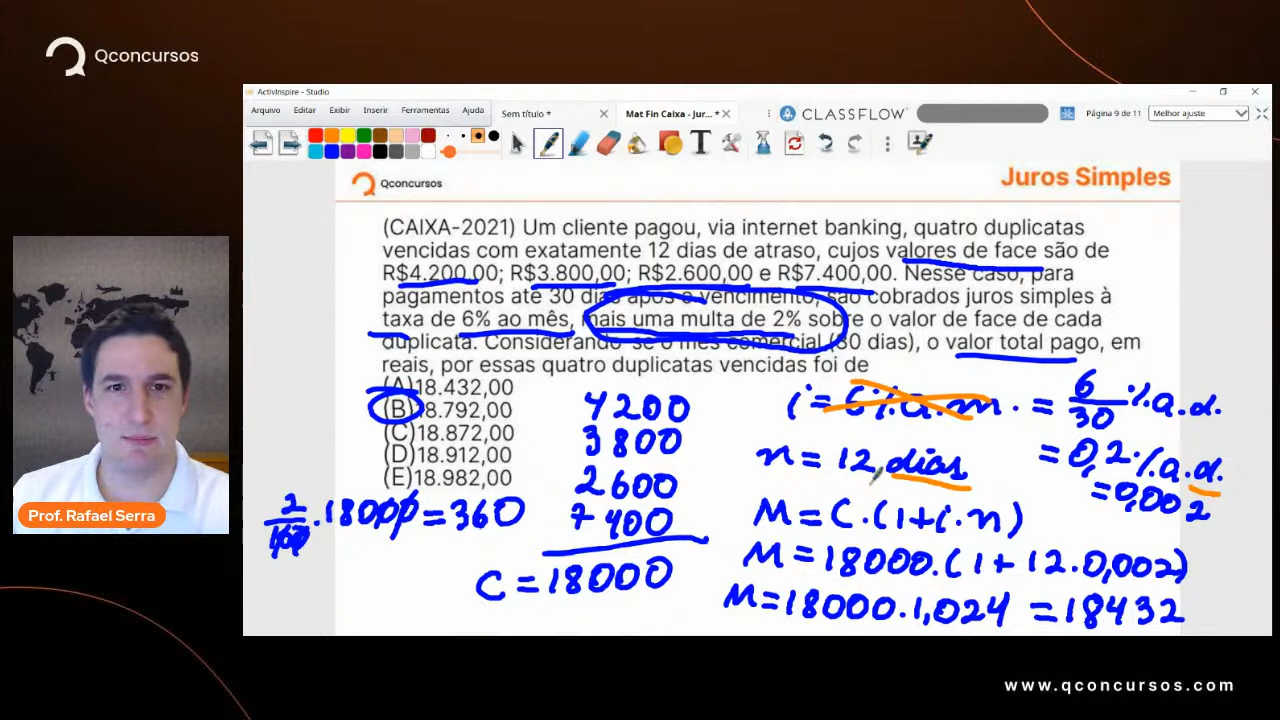 Qconcursos
ActivInspire - Studio
Arquivo Editar Exibir Inserir Ferramentas Ajuda
Sem título *
Mat Fin Caixa - Jur... *
CLASSFLOW
Página 9 de 11
Melhor ajuste
Qconcursos
Juros Simples
(CAIXA-2021) Um cliente pagou, via internet banking, quatro duplicatas
vencidas com exatamente 12 dias de atraso, cujos valores de face são de
R$4.200,00; R$3.800,00; R$2.600,00 e R$7.400,00. Nesse caso, para
pagamentos até 30 dias após o vencimento, são cobrados juros simples à
taxa de 6% ao mês, mais uma multa de 2% sobre o valor de face de cada
duplicata. Considerando-se o mês comercial (30 dias), o valor total pago, em
reais, por essas quatro duplicatas vencidas foi de
(A)18.432,00
(B)18.792,00
(C)18.872,00
(D)18.912,00
(E)18.982,00
4200
3800
2600
7400
C = 18000
2/100 . 18000 = 360
i = 6% a.m. = 6/30 % a.d.
= 0,2 % a.d.
= 0,002
n = 12 dias
M = C.(1+i.n)
M = 18000.(1+12.0,002)
M = 18000.1,024 = 18432
Prof. Rafael Serra
www.qconcursos.com